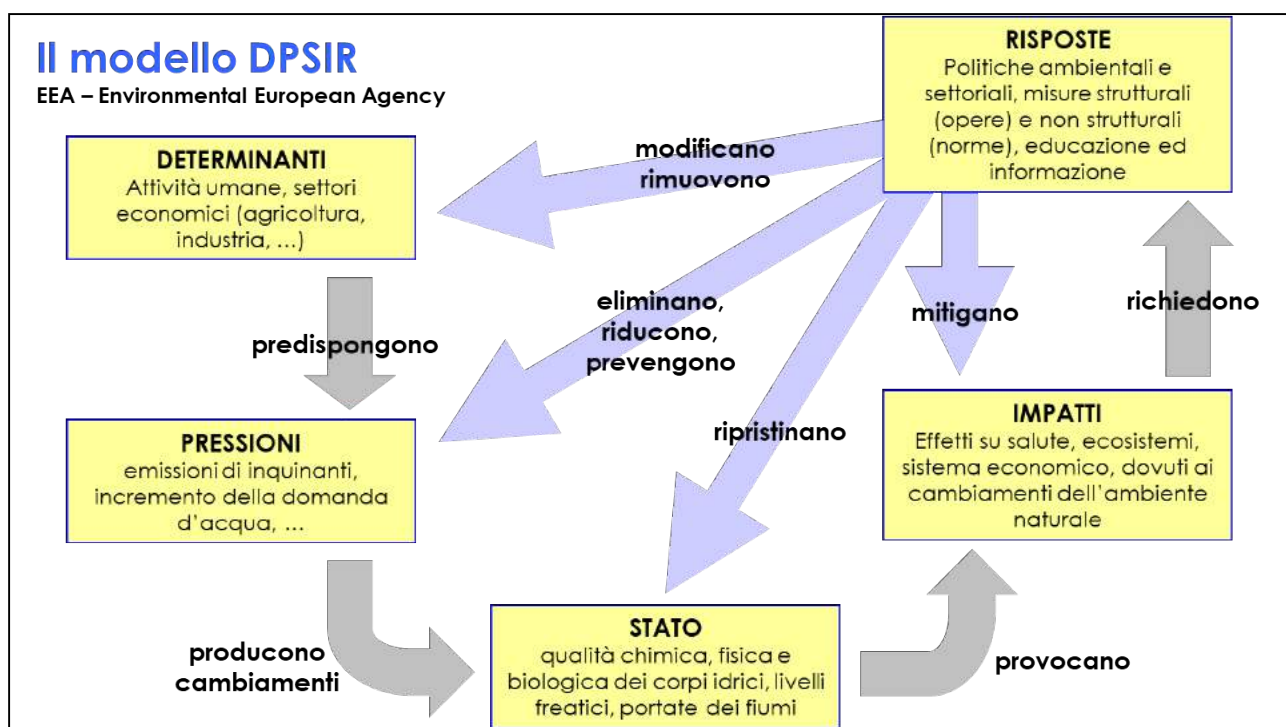 Il modello DPSIR
EEA – Environmental European Agency
RISPOSTE
Politiche ambientali e
settoriali, misure strutturali
(opere) e non strutturali
(norme), educazione ed
informazione
DETERMINANTI
Attività umane, settori
economici (agricoltura,
industria, ...)
modificano
rimuovono
predispongono
eliminano,
riducono,
prevengono
mitigano
richiedono
PRESSIONI
emissioni di inquinanti,
incremento della domanda
d'acqua, ...
ripristinano
IMPATTI
Effetti su salute, ecosistemi,
sistema economico, dovuti ai
cambiamenti dell'ambiente
naturale
producono
cambiamenti
STATO
qualità chimica, fisica e
biologica dei corpi idrici, livelli
freatici, portate dei fiumi
provocano